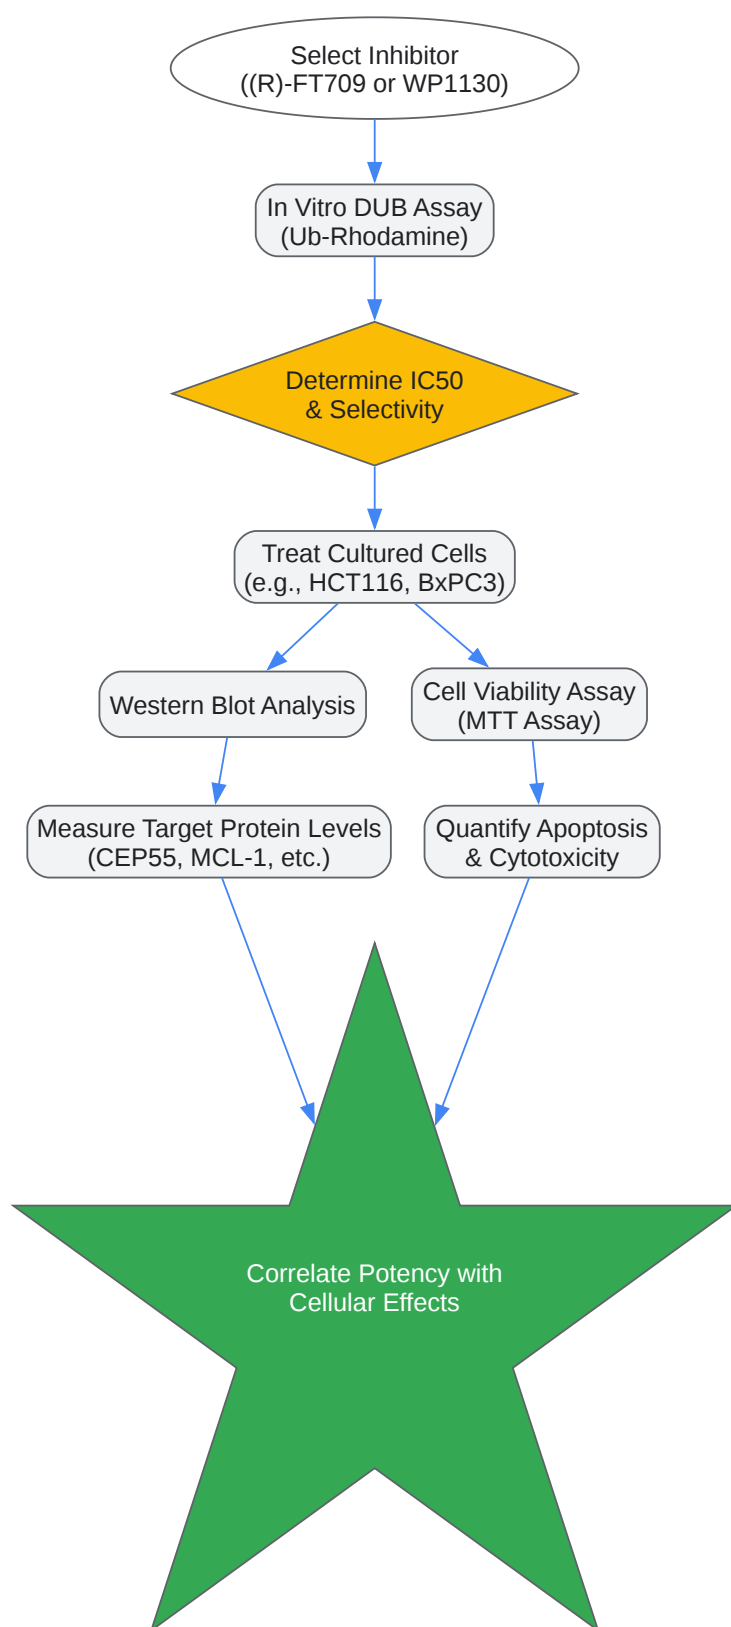 Select Inhibitor
((R)-FT709 or WP1130)
In Vitro DUB Assay
(Ub-Rhodamine)
Determine IC50
& Selectivity
Treat Cultured Cells
(e.g., HCT116, BxPC3)
Western Blot Analysis
Cell Viability Assay
(MTT Assay)
Measure Target Protein Levels
(CEP55, MCL-1, etc.)
Quantify Apoptosis
& Cytotoxicity
Correlate Potency with
Cellular Effects